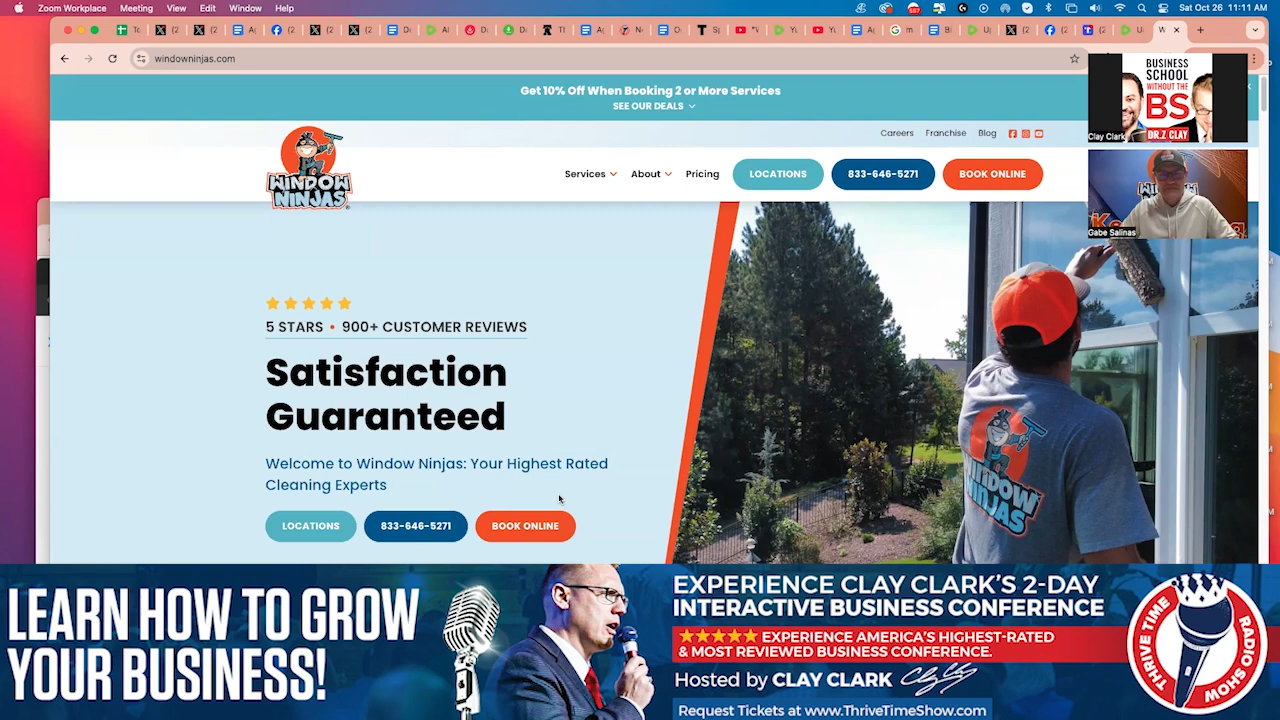 Zoom Workplace Meeting View Edit Window Help
Sat Oct 26 11:11 AM
windowninjas.com
Get 10% Off When Booking 2 or More Services
SEE OUR DEALS
Careers Franchise Blog
WINDOW
NINJAS
Services About Pricing LOCATIONS 833-646-5271 BOOK ONLINE
BUSINESS
SCHOOL
WITHOUT THE
BS
DR.Z CLAY
Clay Clark
Gabe Salinas
5 STARS • 900+ CUSTOMER REVIEWS
Satisfaction
Guaranteed
Welcome to Window Ninjas: Your Highest Rated
Cleaning Experts
LOCATIONS 833-646-5271 BOOK ONLINE
WINDOW
NINJAS
LEARN HOW TO GROW
YOUR BUSINESS!
EXPERIENCE CLAY CLARK'S 2-DAY
INTERACTIVE BUSINESS CONFERENCE
EXPERIENCE AMERICA'S HIGHEST-RATED
& MOST REVIEWED BUSINESS CONFERENCE.
Hosted by CLAY CLARK
Request Tickets at www.ThriveTimeShow.com
THRIVE TIME
RADIO SHOW